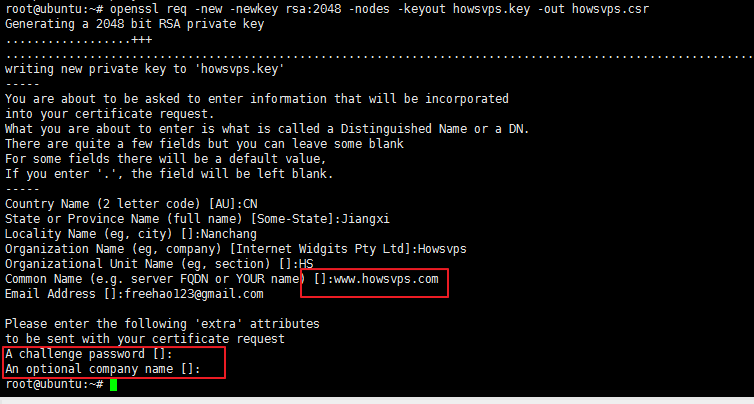 root@ubuntu:~# openssl req -new -newkey rsa:2048 -nodes -keyout howsvps.key -out howsvps.csr
Generating a 2048 bit RSA private key
..................+++
................................................................................................................
writing new private key to 'howsvps.key'
-----
You are about to be asked to enter information that will be incorporated
into your certificate request.
What you are about to enter is what is called a Distinguished Name or a DN.
There are quite a few fields but you can leave some blank
For some fields there will be a default value,
If you enter '.', the field will be left blank.
-----
Country Name (2 letter code) [AU]:CN
State or Province Name (full name) [Some-State]:Jiangxi
Locality Name (eg, city) []:Nanchang
Organization Name (eg, company) [Internet Widgits Pty Ltd]:Howsvps
Organizational Unit Name (eg, section) []:HS
Common Name (e.g. server FQDN or YOUR name) []:www.howsvps.com
Email Address []:freehao123@gmail.com
Please enter the following 'extra' attributes
to be sent with your certificate request
A challenge password []:
An optional company name []:
root@ubuntu:~#